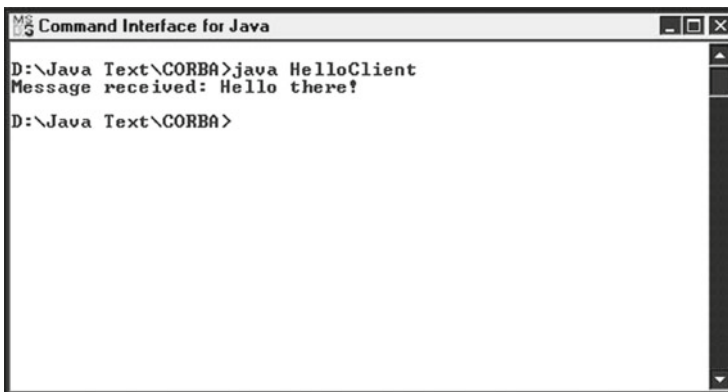 Command Interface for Java
D:\Java Text\CORBA>java HelloClient
Message received: Hello there!
D:\Java Text\CORBA>